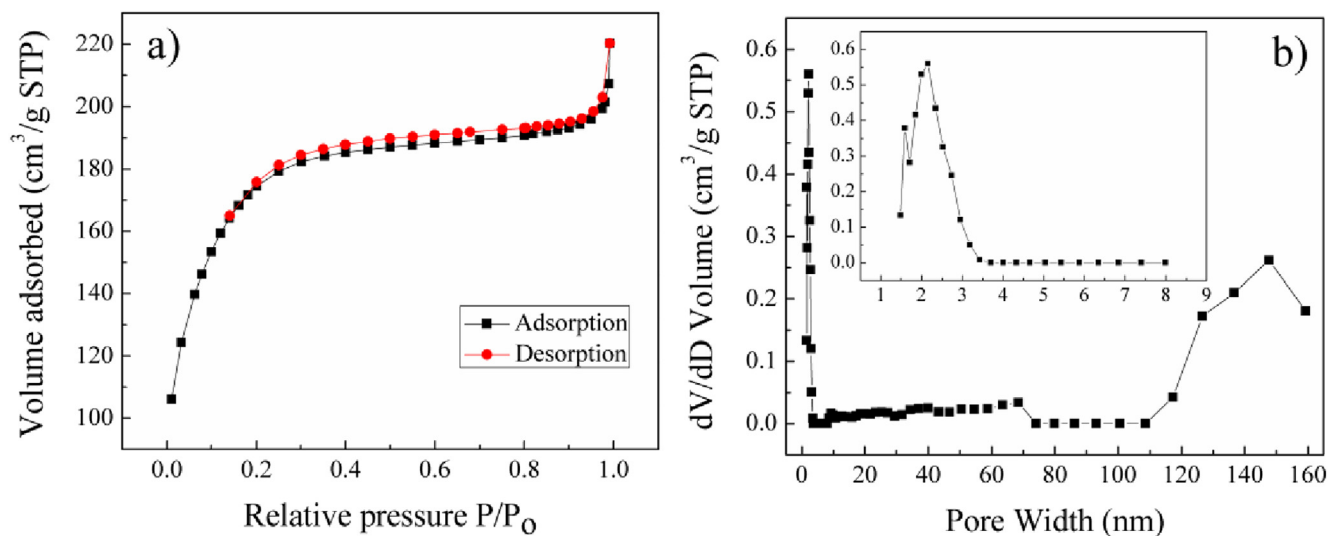 a)
Volume adsorbed (cm³/g STP)
220
200
180
160
140
120
100
0.0 0.2 0.4 0.6 0.8 1.0
Relative pressure P/P₀
Adsorption
Desorption
b)
dV/dD Volume (cm³/g STP)
0.6
0.5
0.4
0.3
0.2
0.1
0.0
0 20 40 60 80 100 120 140 160
Pore Width (nm)
0.6
0.5
0.4
0.3
0.2
0.1
0.0
1 2 3 4 5 6 7 8 9